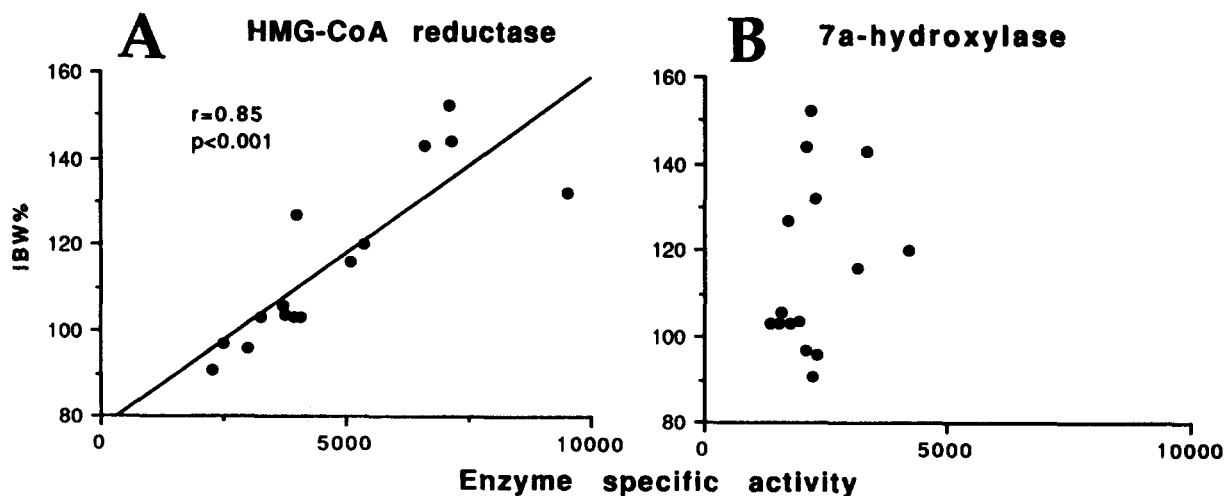 A HMG-CoA reductase
B 7a-hydroxylase
r=0.85
p<0.001
IBW%
160
140
120
100
80
0
5000
10000
160
140
120
100
80
0
5000
10000
Enzyme specific activity